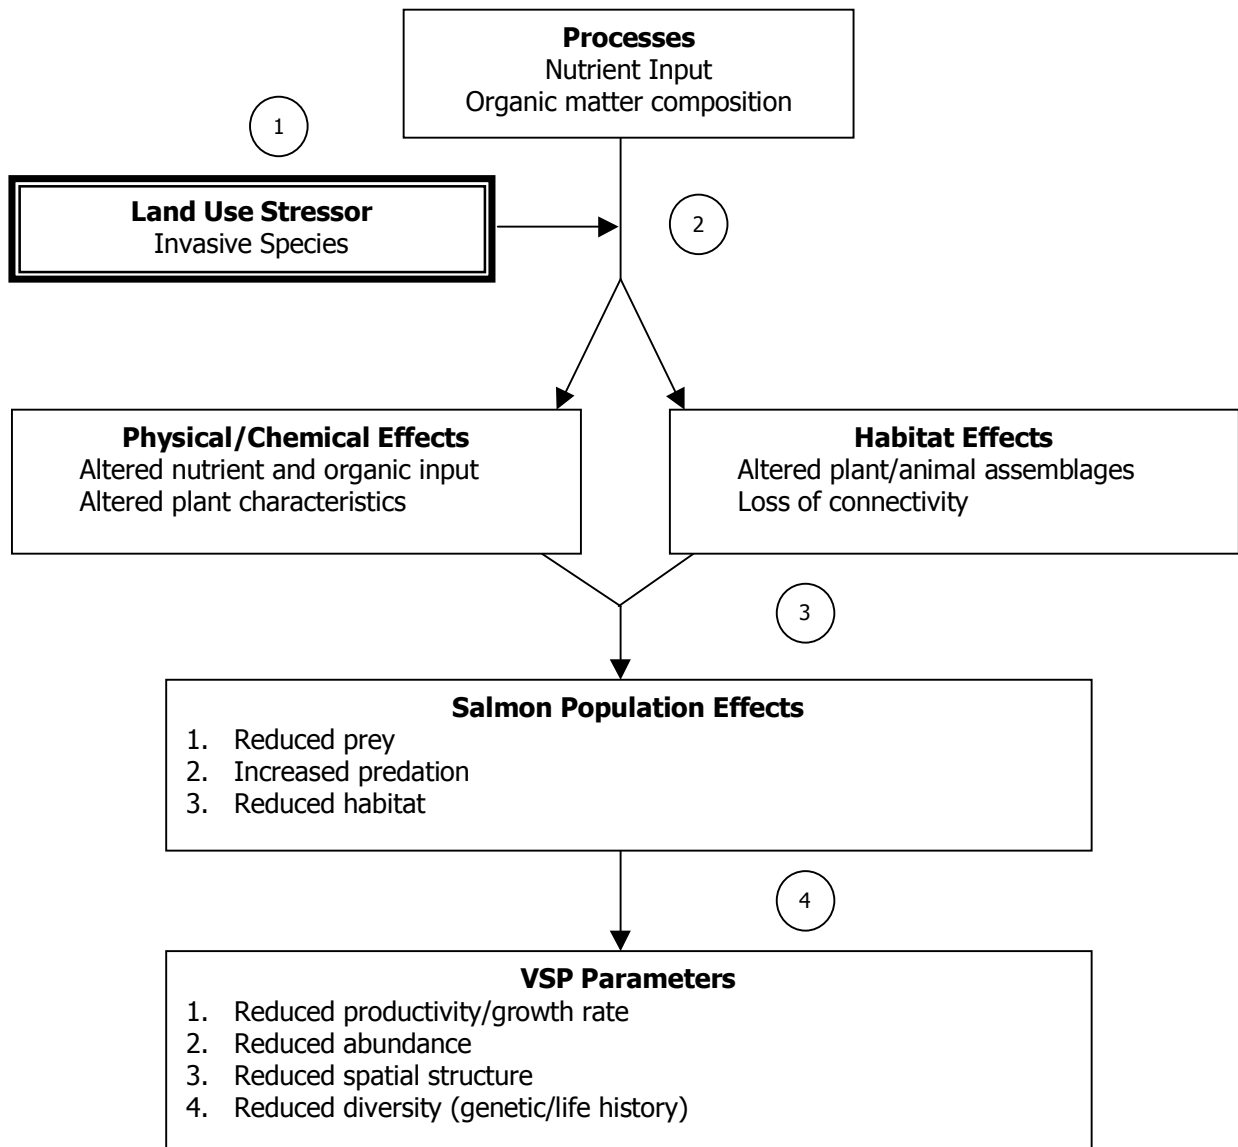 Processes
Nutrient Input
Organic matter composition
1
Land Use Stressor
Invasive Species
2
Physical/Chemical Effects
Altered nutrient and organic input
Altered plant characteristics
Habitat Effects
Altered plant/animal assemblages
Loss of connectivity
3
Salmon Population Effects
1. Reduced prey
2. Increased predation
3. Reduced habitat
4
VSP Parameters
1. Reduced productivity/growth rate
2. Reduced abundance
3. Reduced spatial structure
4. Reduced diversity (genetic/life history)